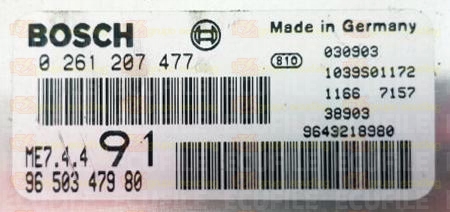 BOSCH
Made in Germany
0 261 207 477
810
030903
1039S01172
1166 7157
38903
9649218980
ME7.4.4 91
96 503 479 80